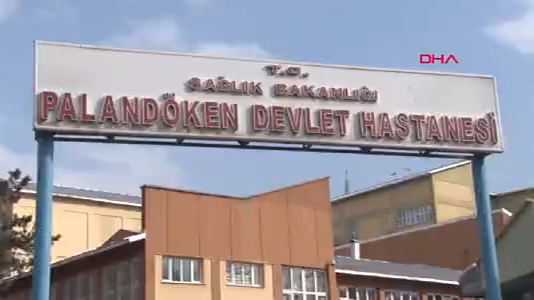 DHA
T.C.
SAĞLIK BAKANLIĞI
PALANDÖKEN DEVLET HASTANESİ